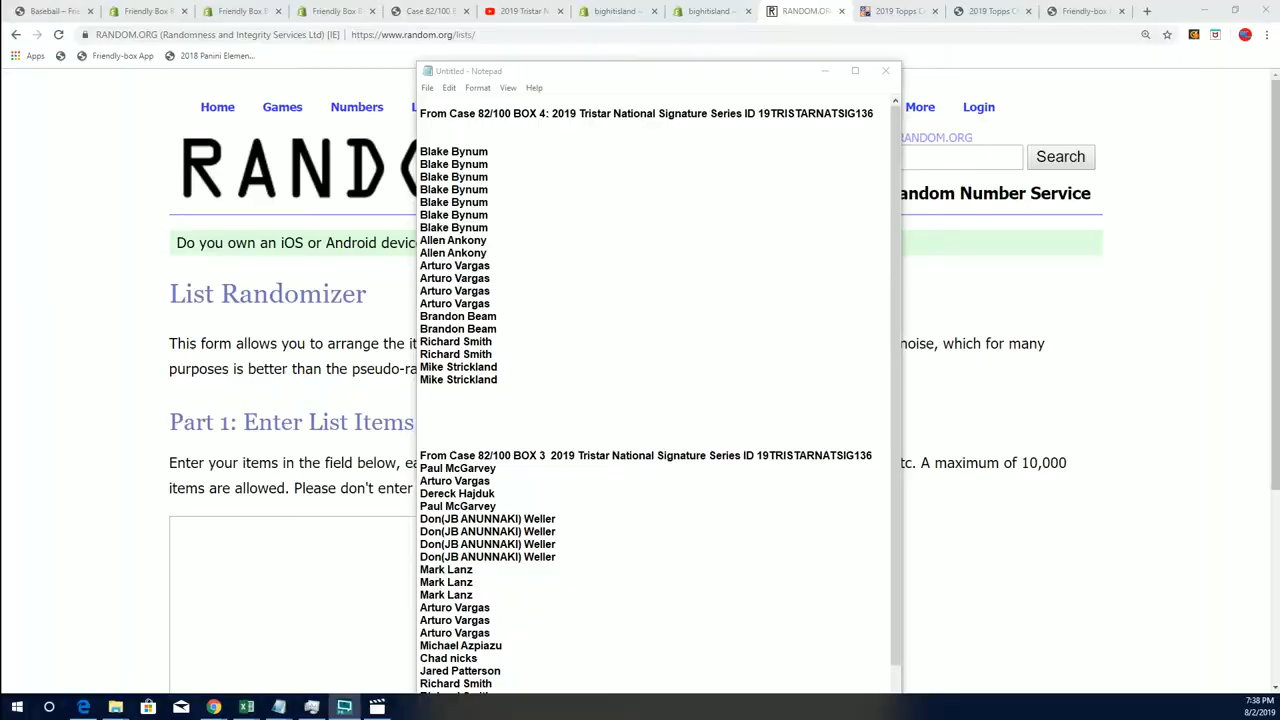 Baseball – Fri
Friendly Box B
Friendly Box B
Friendly Box B
Case 82/100 B
2019 Tristar N
bighitisland –
bighitisland –
RANDOM.OR
2019 Topps C
2019 Topps C
Friendly-box
RANDOM.ORG (Randomness and Integrity Services Ltd) [IE] | https://www.random.org/lists/
Apps
Friendly-box App
2018 Panini Elemen...
Untitled - Notepad
File Edit Format View Help
Home Games Numbers L
More Login
RANDO
RANDOM.ORG
Search
andom Number Service
Do you own an iOS or Android device
List Randomizer
This form allows you to arrange the it
noise, which for many
purposes is better than the pseudo-ra
Part 1: Enter List Items
Enter your items in the field below, ea
tc. A maximum of 10,000
items are allowed. Please don't enter
From Case 82/100 BOX 4: 2019 Tristar National Signature Series ID 19TRISTARNATSIG136
Blake Bynum
Blake Bynum
Blake Bynum
Blake Bynum
Blake Bynum
Blake Bynum
Blake Bynum
Allen Ankony
Allen Ankony
Arturo Vargas
Arturo Vargas
Arturo Vargas
Arturo Vargas
Brandon Beam
Brandon Beam
Richard Smith
Richard Smith
Mike Strickland
Mike Strickland
From Case 82/100 BOX 3 2019 Tristar National Signature Series ID 19TRISTARNATSIG136
Paul McGarvey
Arturo Vargas
Dereck Hajduk
Paul McGarvey
Don(JB ANUNNAKI) Weller
Don(JB ANUNNAKI) Weller
Don(JB ANUNNAKI) Weller
Don(JB ANUNNAKI) Weller
Mark Lanz
Mark Lanz
Mark Lanz
Arturo Vargas
Arturo Vargas
Arturo Vargas
Michael Azpiazu
Chad nicks
Jared Patterson
Richard Smith
7:38 PM
8/2/2019